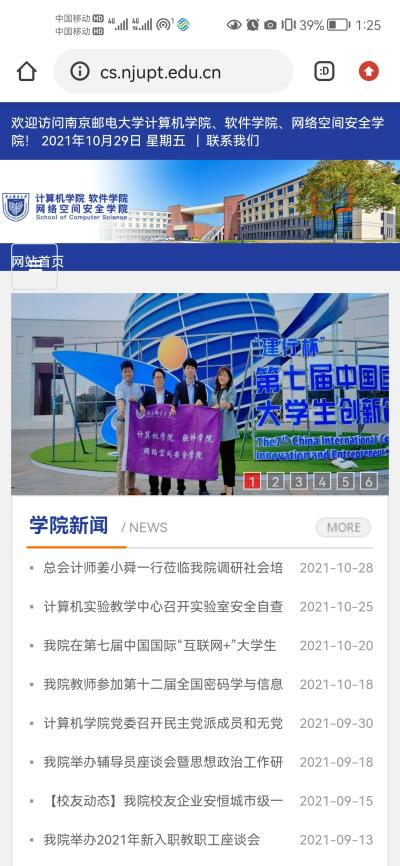 中国移动 HD 4G 4G 1
中国移动 HD
39% 1:25
cs.njupt.edu.cn :D
欢迎访问南京邮电大学计算机学院、软件学院、网络空间安全学
院! 2021年10月29日 星期五 | 联系我们
计算机学院 软件学院
网络空间安全学院
School of Computer Science
网站首页
“建行杯”
第七届中国国
大学生创新
The 7th China International Co
Innovation and Entrepreneur
计算机学院 软件学院
网络空间安全学院
1 2 3 4 5 6
学院新闻 / NEWS MORE
总会计师姜小舜一行莅临我院调研社会培 2021-10-28
计算机实验教学中心召开实验室安全自查 2021-10-25
我院在第七届中国国际“互联网+”大学生 2021-10-20
我院教师参加第十二届全国密码学与信息 2021-10-18
计算机学院党委召开民主党派成员和无党 2021-09-30
我院举办辅导员座谈会暨思想政治工作研 2021-09-18
【校友动态】我院校友企业安恒城市级一 2021-09-15
我院举办2021年新入职教职工座谈会 2021-09-13